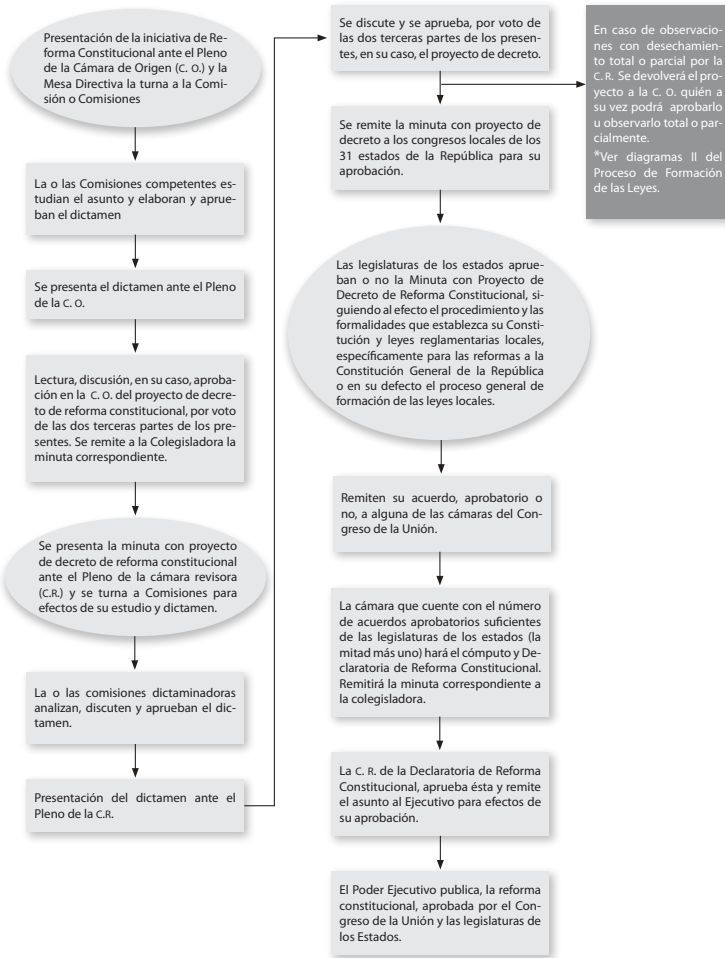 Presentación de la iniciativa de Re-
forma Constitucional ante el Pleno
de la Cámara de Origen (C. O.) y la
Mesa Directiva la turna a la Comi-
sión o Comisiones
La o las Comisiones competentes es-
tudian el asunto y elaboran y aprue-
ban el dictamen
Se presenta el dictamen ante el Pleno
de la C. O.
Lectura, discusión, en su caso, aproba-
ción en la C. O. del proyecto de decre-
to de reforma constitucional, por voto
de las dos terceras partes de los pre-
sentes. Se remite a la Colegisladora la
minuta correspondiente.
Se presenta la minuta con proyecto
de decreto de reforma constitucional
ante el Pleno de la cámara revisora
(C.R.) y se turna a Comisiones para
efectos de su estudio y dictamen.
La o las comisiones dictaminadoras
analizan, discuten y aprueban el dic-
tamen.
Presentación del dictamen ante el
Pleno de la C.R.
Se discute y se aprueba, por voto de
las dos terceras partes de los presen-
tes, en su caso, el proyecto de decreto.
En caso de observacio-
nes con desechamien-
to total o parcial por la
C. R. Se devolverá el pro-
yecto a la C. O. quién a
su vez podrá aprobarlo
u observarlo total o par-
cialmente.
*Ver diagramas II del
Proceso de Formación
de las Leyes.
Se remite la minuta con proyecto de
decreto a los congresos locales de los
31 estados de la República para su
aprobación.
Las legislaturas de los estados aprue-
ban o no la Minuta con Proyecto de
Decreto de Reforma Constitucional, si-
guiendo al efecto el procedimiento y las
formalidades que establezca su Consti-
tución y leyes reglamentarias locales,
específicamente para las reformas a la
Constitución General de la República
o en su defecto el proceso general de
formación de las leyes locales.
Remiten su acuerdo, aprobatorio o
no, a alguna de las cámaras del Con-
greso de la Unión.
La cámara que cuente con el número
de acuerdos aprobatorios suficientes
de las legislaturas de los estados (la
mitad más uno) hará el cómputo y De-
claratoria de Reforma Constitucional.
Remitirá la minuta correspondiente a
la colegisladora.
La C. R. de la Declaratoria de Reforma
Constitucional, aprueba ésta y remite
el asunto al Ejecutivo para efectos de
su aprobación.
El Poder Ejecutivo publica, la reforma
constitucional, aprobada por el Con-
greso de la Unión y las legislaturas de
los Estados.